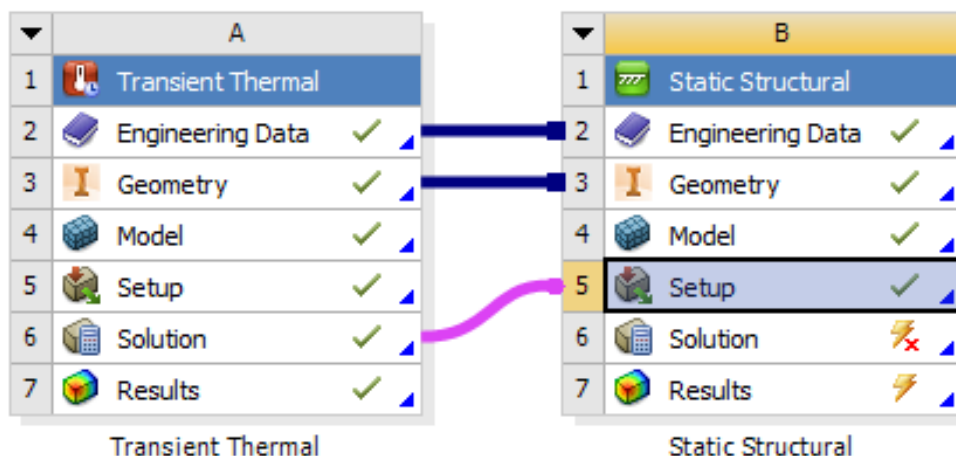 A
1 Transient Thermal
2 Engineering Data
3 Geometry
4 Model
5 Setup
6 Solution
7 Results
Transient Thermal
B
1 Static Structural
2 Engineering Data
3 Geometry
4 Model
5 Setup
6 Solution
7 Results
Static Structural